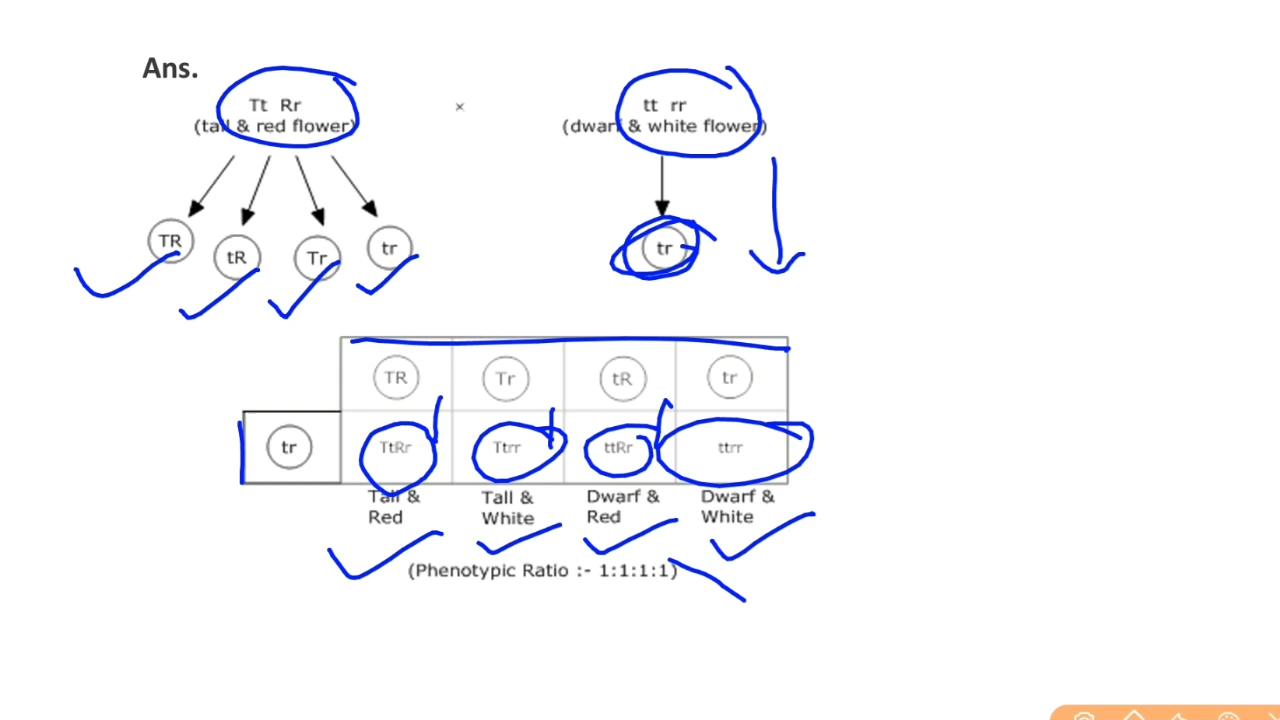 Ans.
Tt Rr × tt rr
(tall & red flower) (dwarf & white flower)
TR tR Tr tr tr
TR Tr tR tr
tr TtRr Ttrr ttRr ttrr
Tall & Tall & Dwarf & Dwarf &
Red White Red White
(Phenotypic Ratio :- 1:1:1:1)